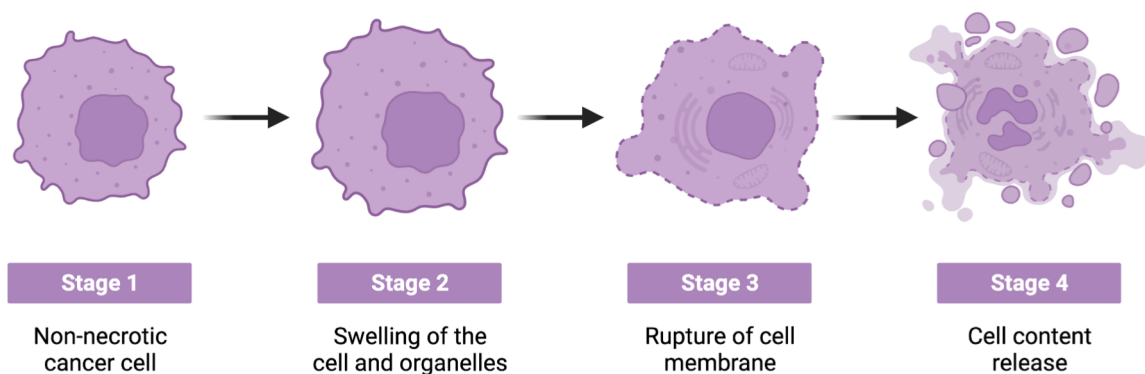 Stage 1
Non-necrotic
cancer cell
Stage 2
Swelling of the
cell and organelles
Stage 3
Rupture of cell
membrane
Stage 4
Cell content
release